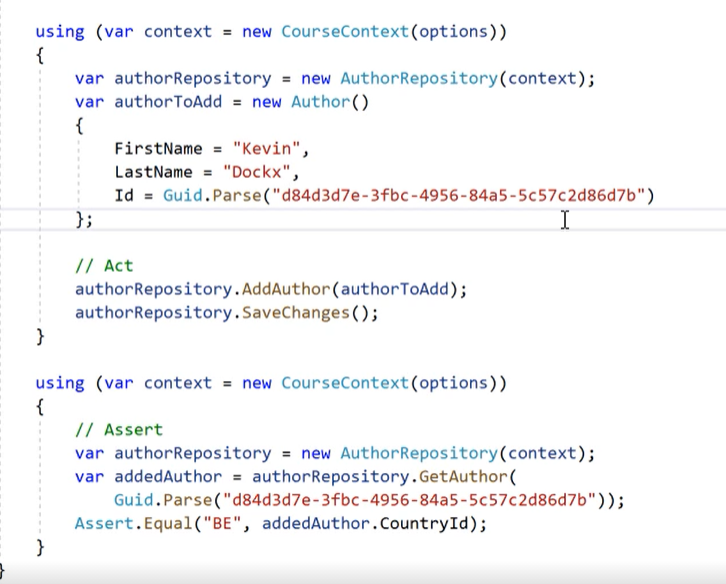 using (var context = new CourseContext(options))
{
var authorRepository = new AuthorRepository(context);
var authorToAdd = new Author()
{
FirstName = "Kevin",
LastName = "Dockx",
Id = Guid.Parse("d84d3d7e-3fbc-4956-84a5-5c57c2d86d7b")
};
// Act
authorRepository.AddAuthor(authorToAdd);
authorRepository.SaveChanges();
}
using (var context = new CourseContext(options))
{
// Assert
var authorRepository = new AuthorRepository(context);
var addedAuthor = authorRepository.GetAuthor(
Guid.Parse("d84d3d7e-3fbc-4956-84a5-5c57c2d86d7b"));
Assert.Equal("BE", addedAuthor.CountryId);
}
}